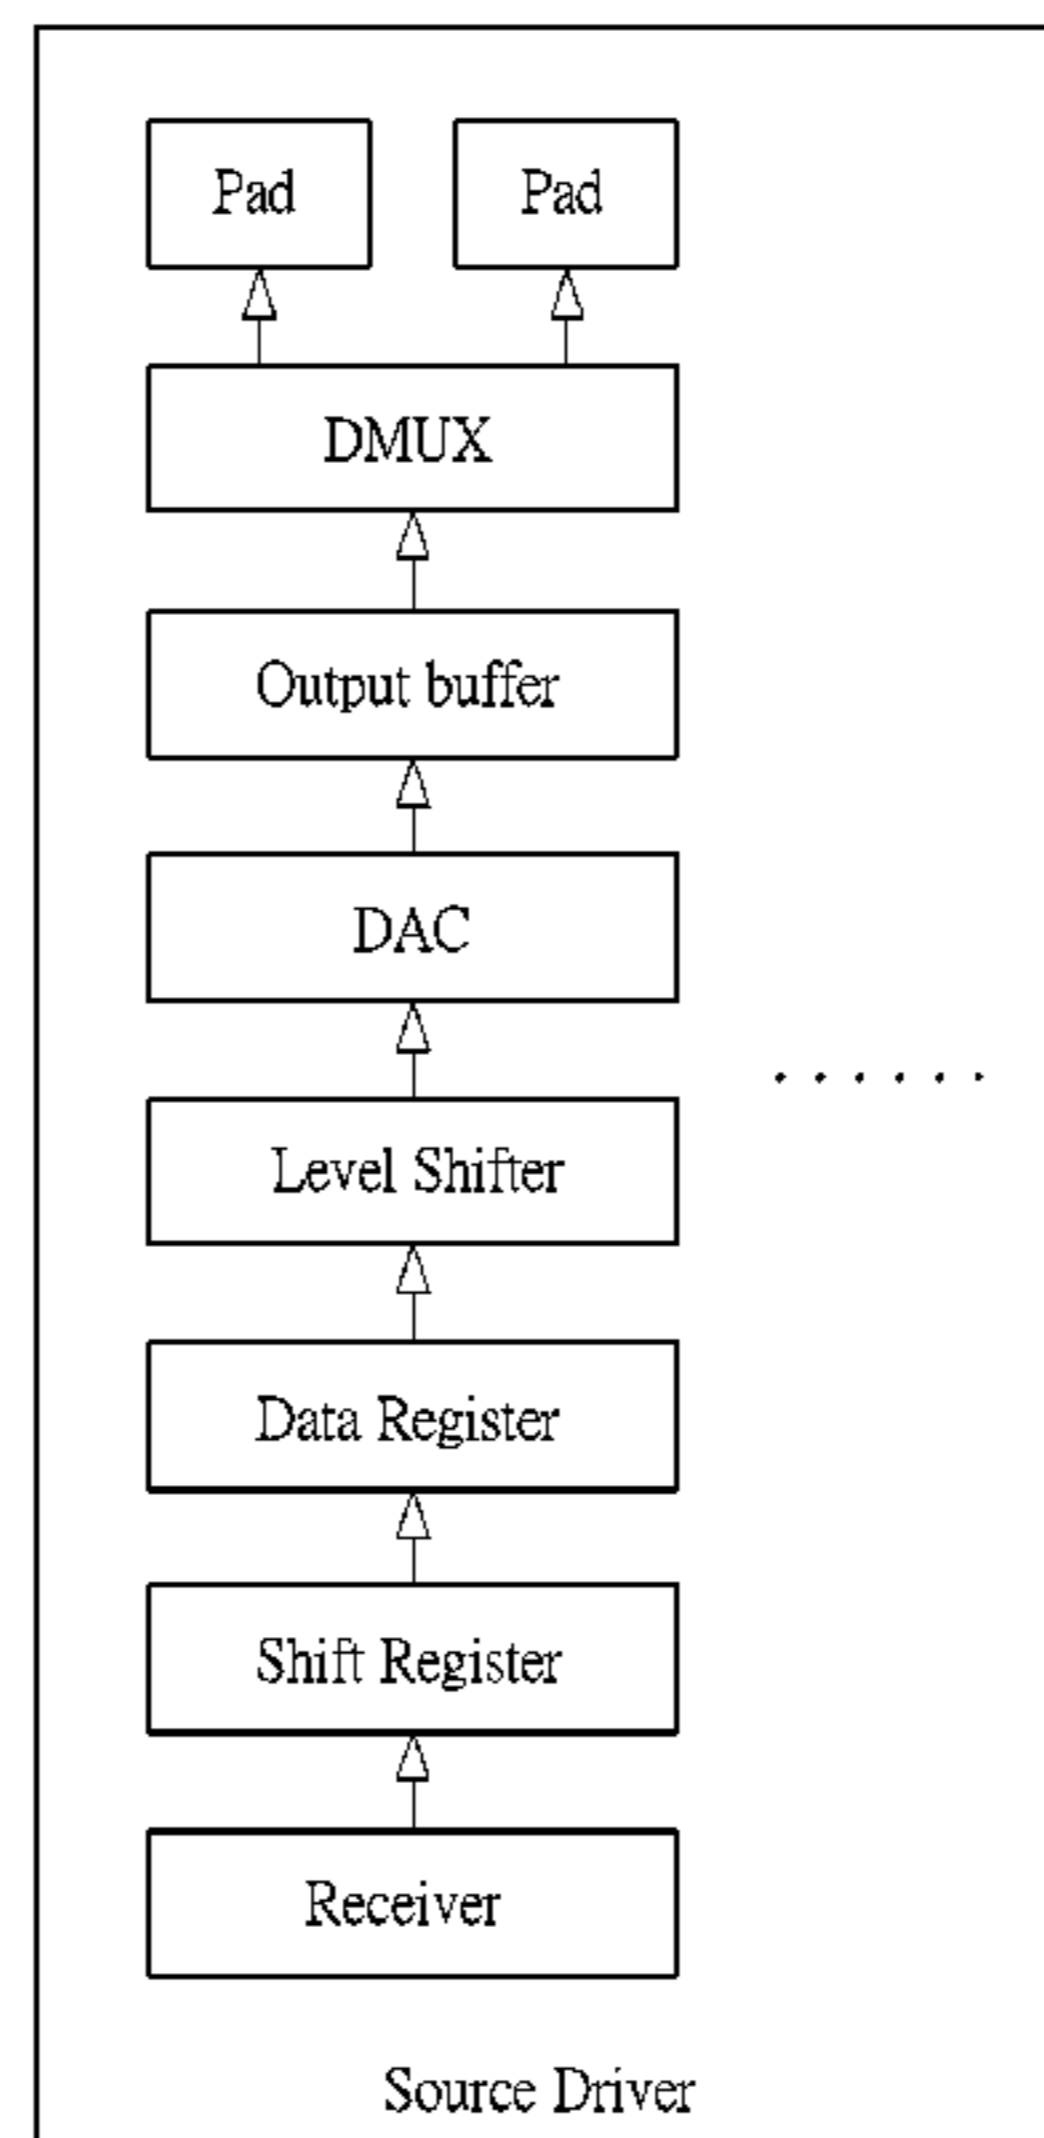 Pad Pad
DMUX
Output buffer
DAC
Level Shifter
Data Register
Shift Register
Receiver
Source Driver